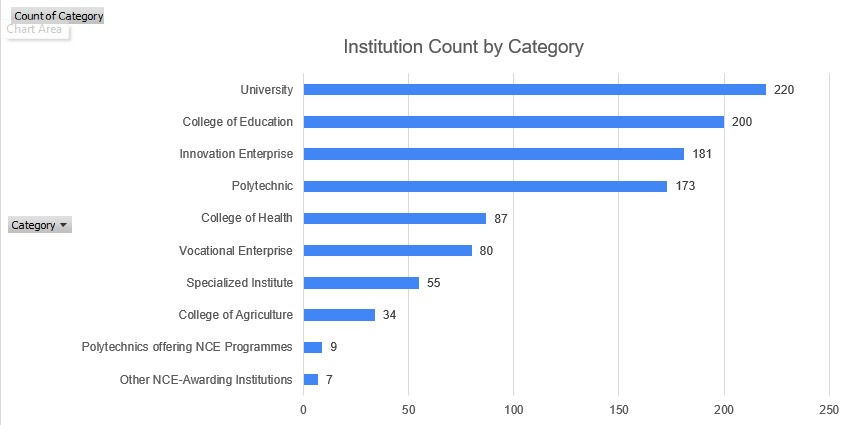 Count of Category
Chart Area
Institution Count by Category
University 220
College of Education 200
Innovation Enterprise 181
Polytechnic 173
College of Health 87
Category
Vocational Enterprise 80
Specialized Institute 55
College of Agriculture 34
Polytechnics offering NCE Programmes 9
Other NCE-Awarding Institutions 7
0 50 100 150 200 250